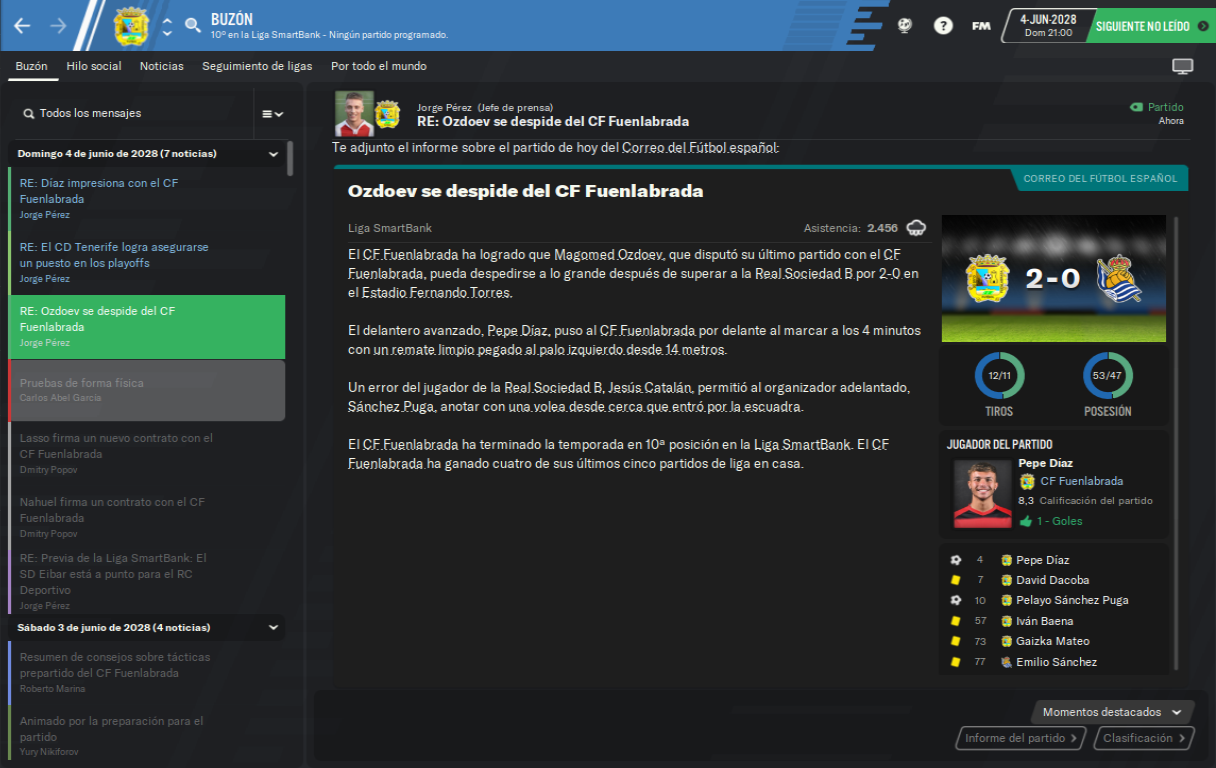 BUZÓN
10º en la Liga SmartBank - Ningún partido programado.
?
FM
4-JUN-2028
Dom 21:00
SIGUIENTE NO LEÍDO
Buzón
Hilo social
Noticias
Seguimiento de ligas
Por todo el mundo
Todos los mensajes
Domingo 4 de junio de 2028 (7 noticias)
RE: Díaz impresiona con el CF
Fuenlabrada
Jorge Pérez
RE: El CD Tenerife logra asegurarse
un puesto en los playoffs
Jorge Pérez
RE: Ozdoev se despide del CF
Fuenlabrada
Jorge Pérez
Pruebas de forma física
Carlos Abel García
Lasso firma un nuevo contrato con el
CF Fuenlabrada
Dmitry Popov
Nahuel firma un contrato con el CF
Fuenlabrada
Dmitry Popov
RE: Previa de la Liga SmartBank: El
SD Eibar está a punto para el RC
Deportivo
Jorge Pérez
Sábado 3 de junio de 2028 (4 noticias)
Resumen de consejos sobre tácticas
prepartido del CF Fuenlabrada
Roberto Marina
Animado por la preparación para el
partido
Yury Nikiforov
Jorge Pérez (Jefe de prensa)
RE: Ozdoev se despide del CF Fuenlabrada
Partido
Ahora
Te adjunto el informe sobre el partido de hoy del Correo del Fútbol español:
CORREO DEL FÚTBOL ESPAÑOL
Ozdoev se despide del CF Fuenlabrada
Liga SmartBank
Asistencia: 2.456
El CF Fuenlabrada ha logrado que Magomed Ozdoev, que disputó su último partido con el CF
Fuenlabrada, pueda despedirse a lo grande después de superar a la Real Sociedad B por 2-0 en
el Estadio Fernando Torres.
El delantero avanzado, Pepe Díaz, puso al CF Fuenlabrada por delante al marcar a los 4 minutos
con un remate limpio pegado al palo izquierdo desde 14 metros.
Un error del jugador de la Real Sociedad B, Jesús Catalán, permitió al organizador adelantado,
Sánchez Puga, anotar con una volea desde cerca que entró por la escuadra.
El CF Fuenlabrada ha terminado la temporada en 10ª posición en la Liga SmartBank. El CF
Fuenlabrada ha ganado cuatro de sus últimos cinco partidos de liga en casa.
2-0
12/11
TIROS
53/47
POSESIÓN
JUGADOR DEL PARTIDO
Pepe Díaz
CF Fuenlabrada
8,3 Calificación del partido
1 - Goles
4 Pepe Díaz
7 David Dacoba
10 Pelayo Sánchez Puga
57 Iván Baena
73 Gaizka Mateo
77 Emilio Sánchez
Momentos destacados
Informe del partido
Clasificación